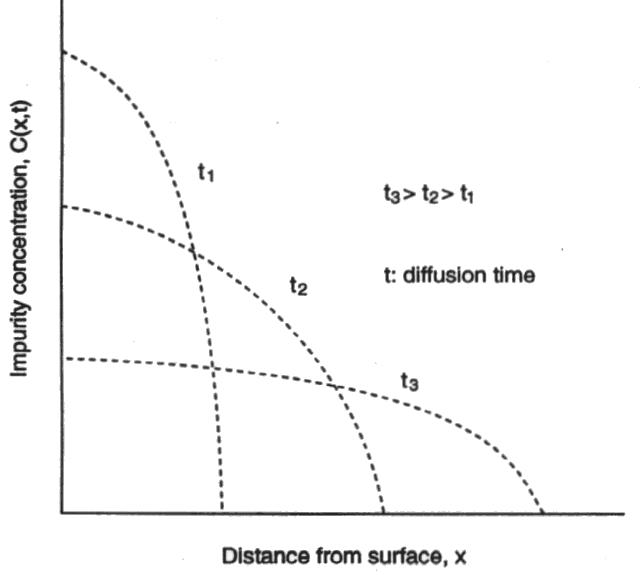 Impurity concentration, C(x,t)
t₁
t₃ > t₂ > t₁
t₂
t: diffusion time
t₃
Distance from surface, x